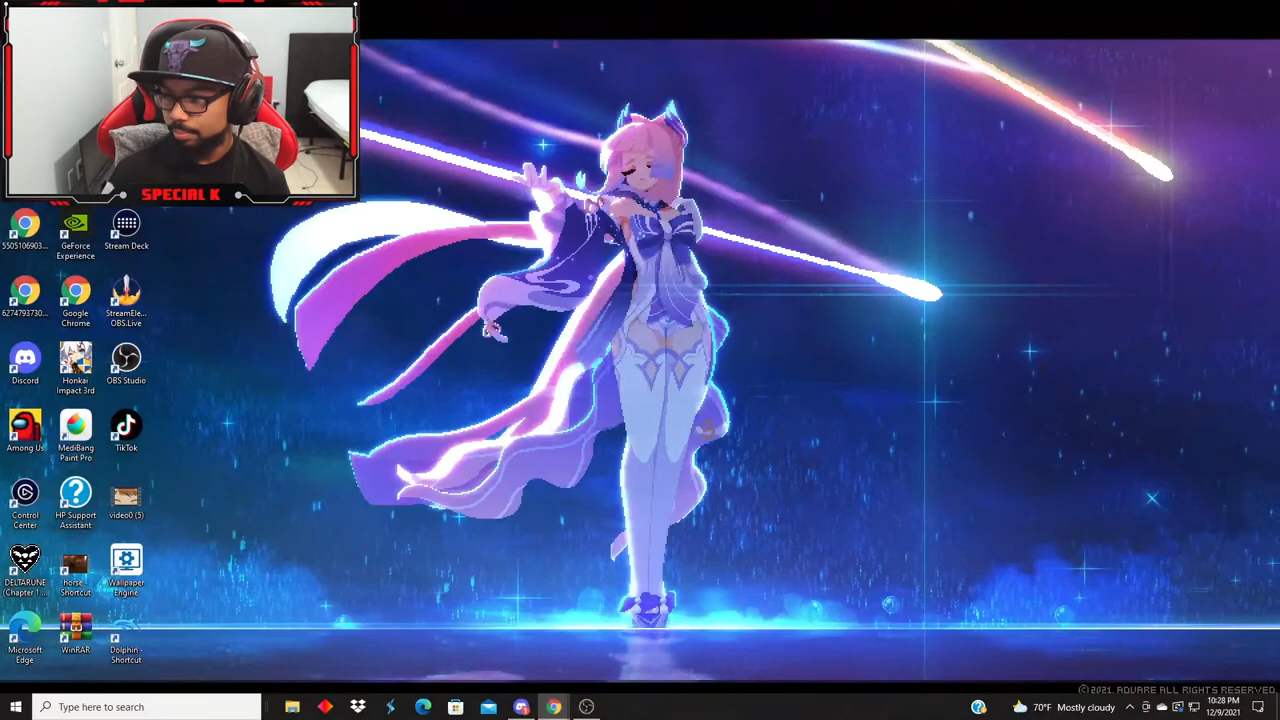 SPECIAL K
5505106903...
GeForce
Experience
Stream Deck
6274793730...
Google
Chrome
StreamEle...
OBS.Live
Discord
Honkai
Impact 3rd
OBS Studio
Among Us
MediBang
Paint Pro
TikTok
Control
Center
HP Support
Assistant
video0 (5)
DELTARUNE
(Chapter 1 ...
horse -
Shortcut
Wallpaper
Engine
Microsoft
Edge
WinRAR
Dolphin -
Shortcut
© 2021. ADVARE ALL RIGHTS RESERVED
Type here to search
70°F Mostly cloudy
10:28 PM
12/9/2021